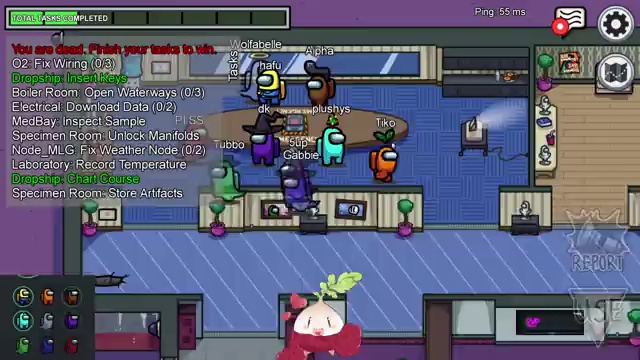 TOTAL TASKS COMPLETED
Ping: 55 ms
You are dead. Finish your tasks to win.
O2: Fix Wiring (0/3)
Dropship: Insert Keys
Boiler Room: Open Waterways (0/3)
Electrical: Download Data (0/2)
MedBay: Inspect Sample
Specimen Room: Unlock Manifolds
Node_MLG: Fix Weather Node (0/2)
Laboratory: Record Temperature
Dropship: Chart Course
Specimen Room: Store Artifacts
Tasks
Wolfabelle
Alpha
hafu
dk
plushys
Tiko
Tubbo
5up
Gabbie
REPORT
USE